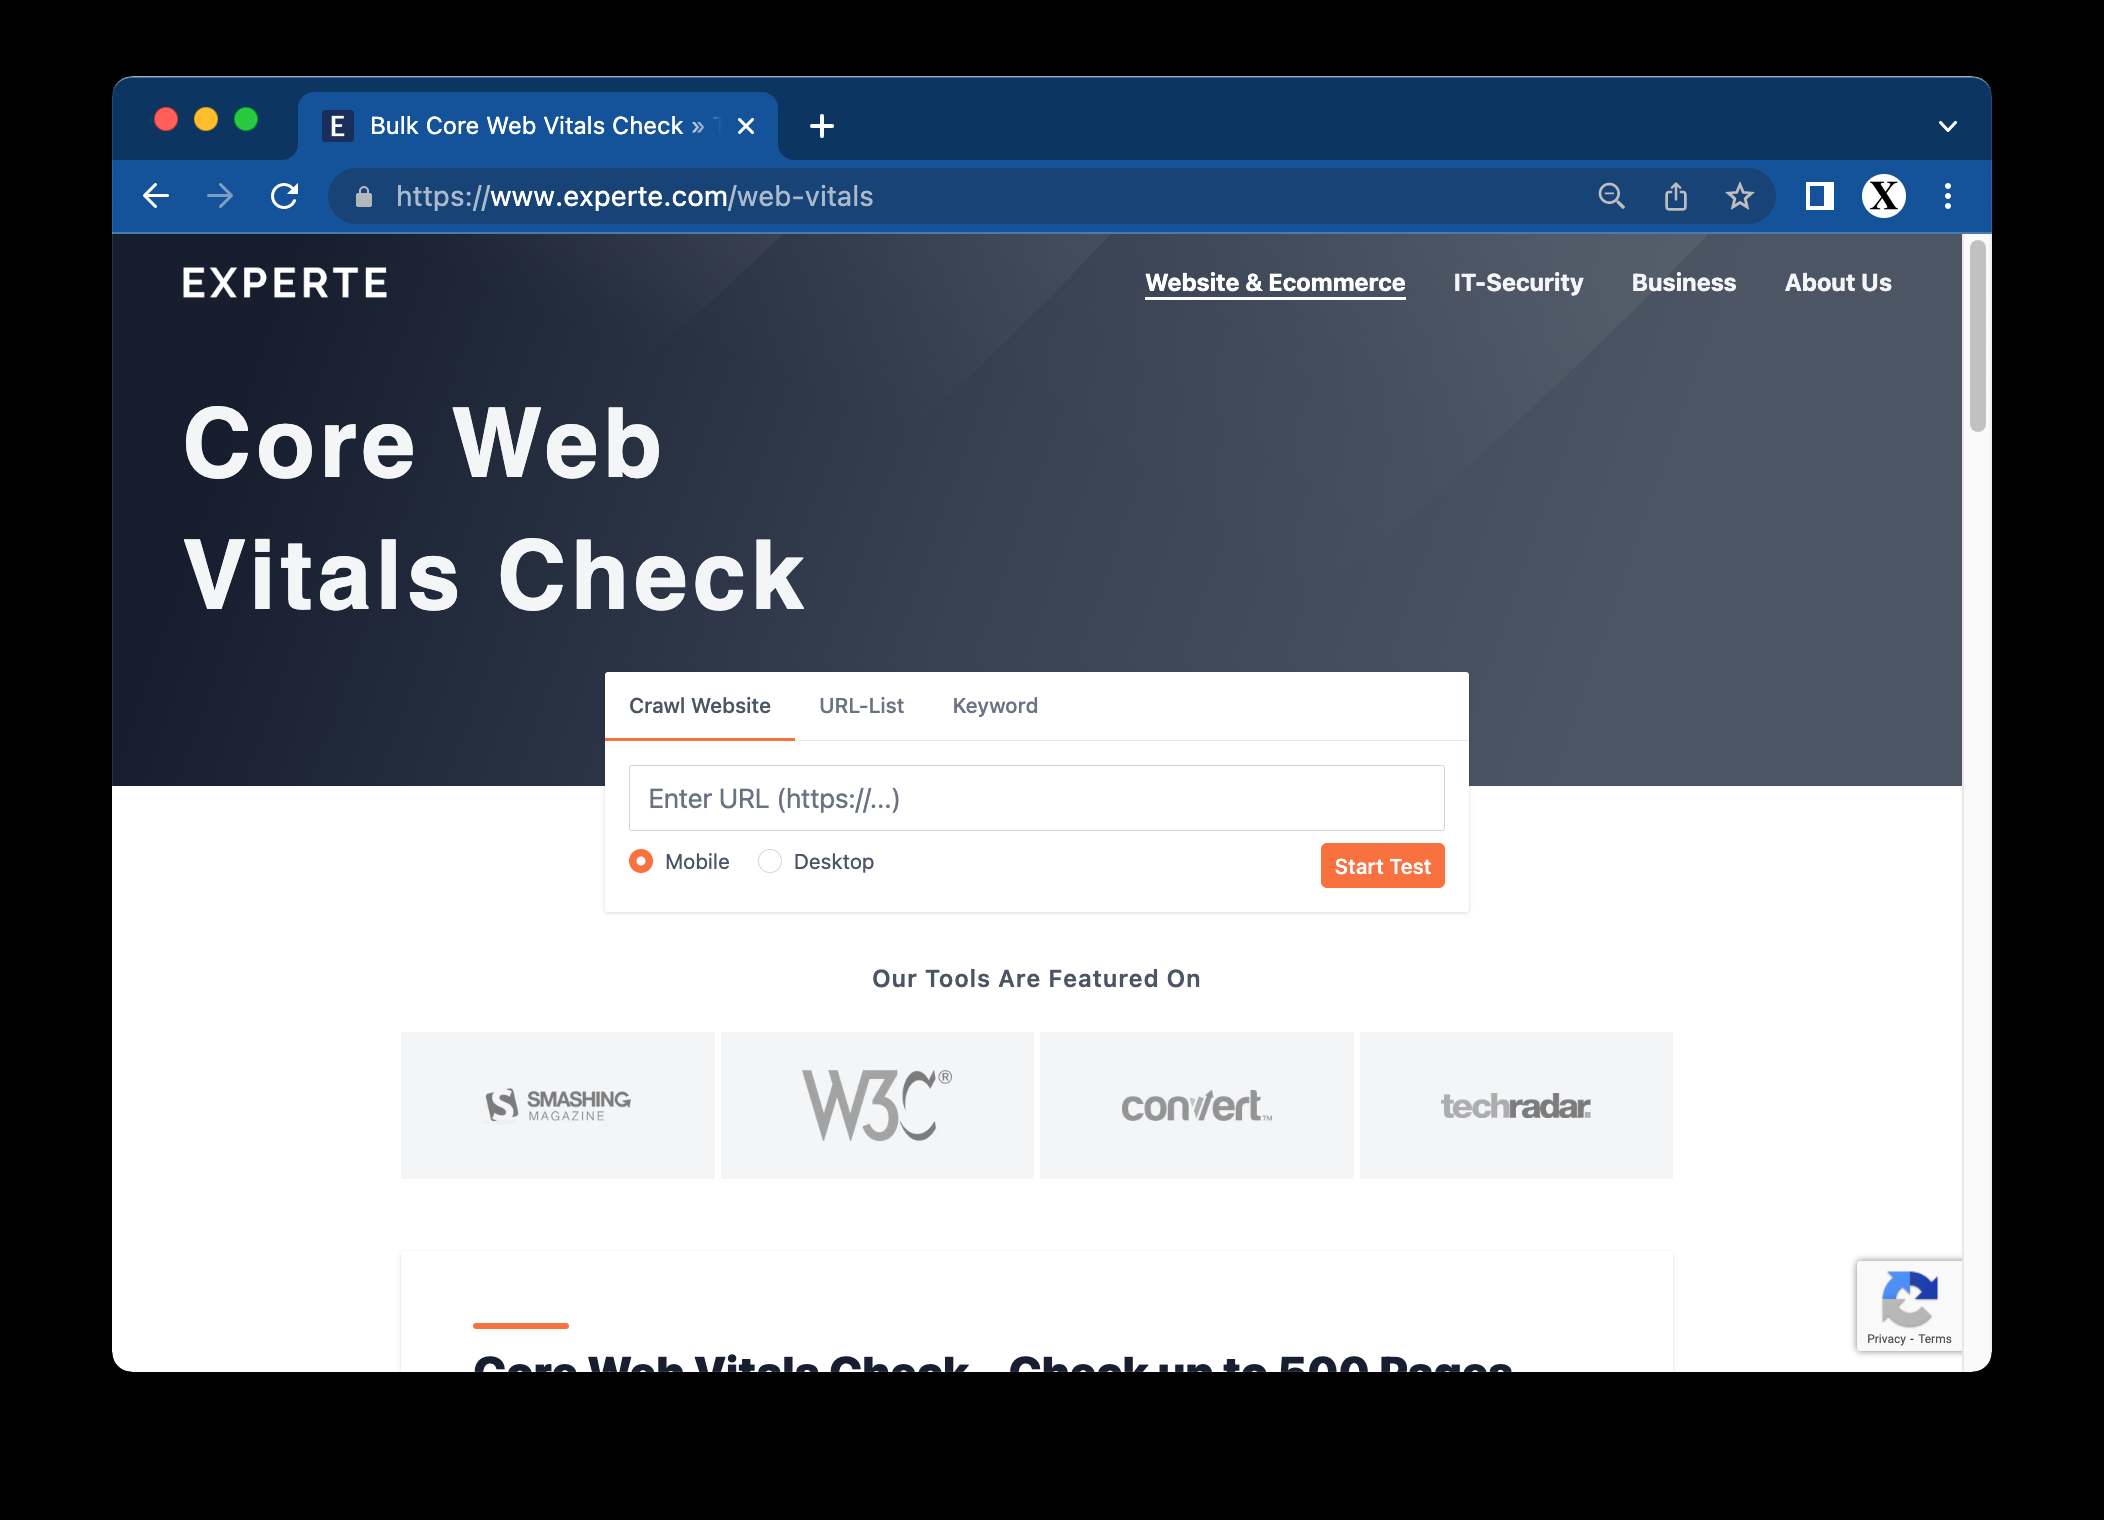 E Bulk Core Web Vitals Check »
https://www.experte.com/web-vitals
X
EXPERTE
Website & Ecommerce IT-Security Business About Us
Core Web
Vitals Check
Crawl Website URL-List Keyword
Enter URL (https://...)
Mobile Desktop
Start Test
Our Tools Are Featured On
SMASHING
MAGAZINE
W3C®
convert™
techradar.
Privacy - Terms
Core Web Vitals Check – Check up to 500 Pages